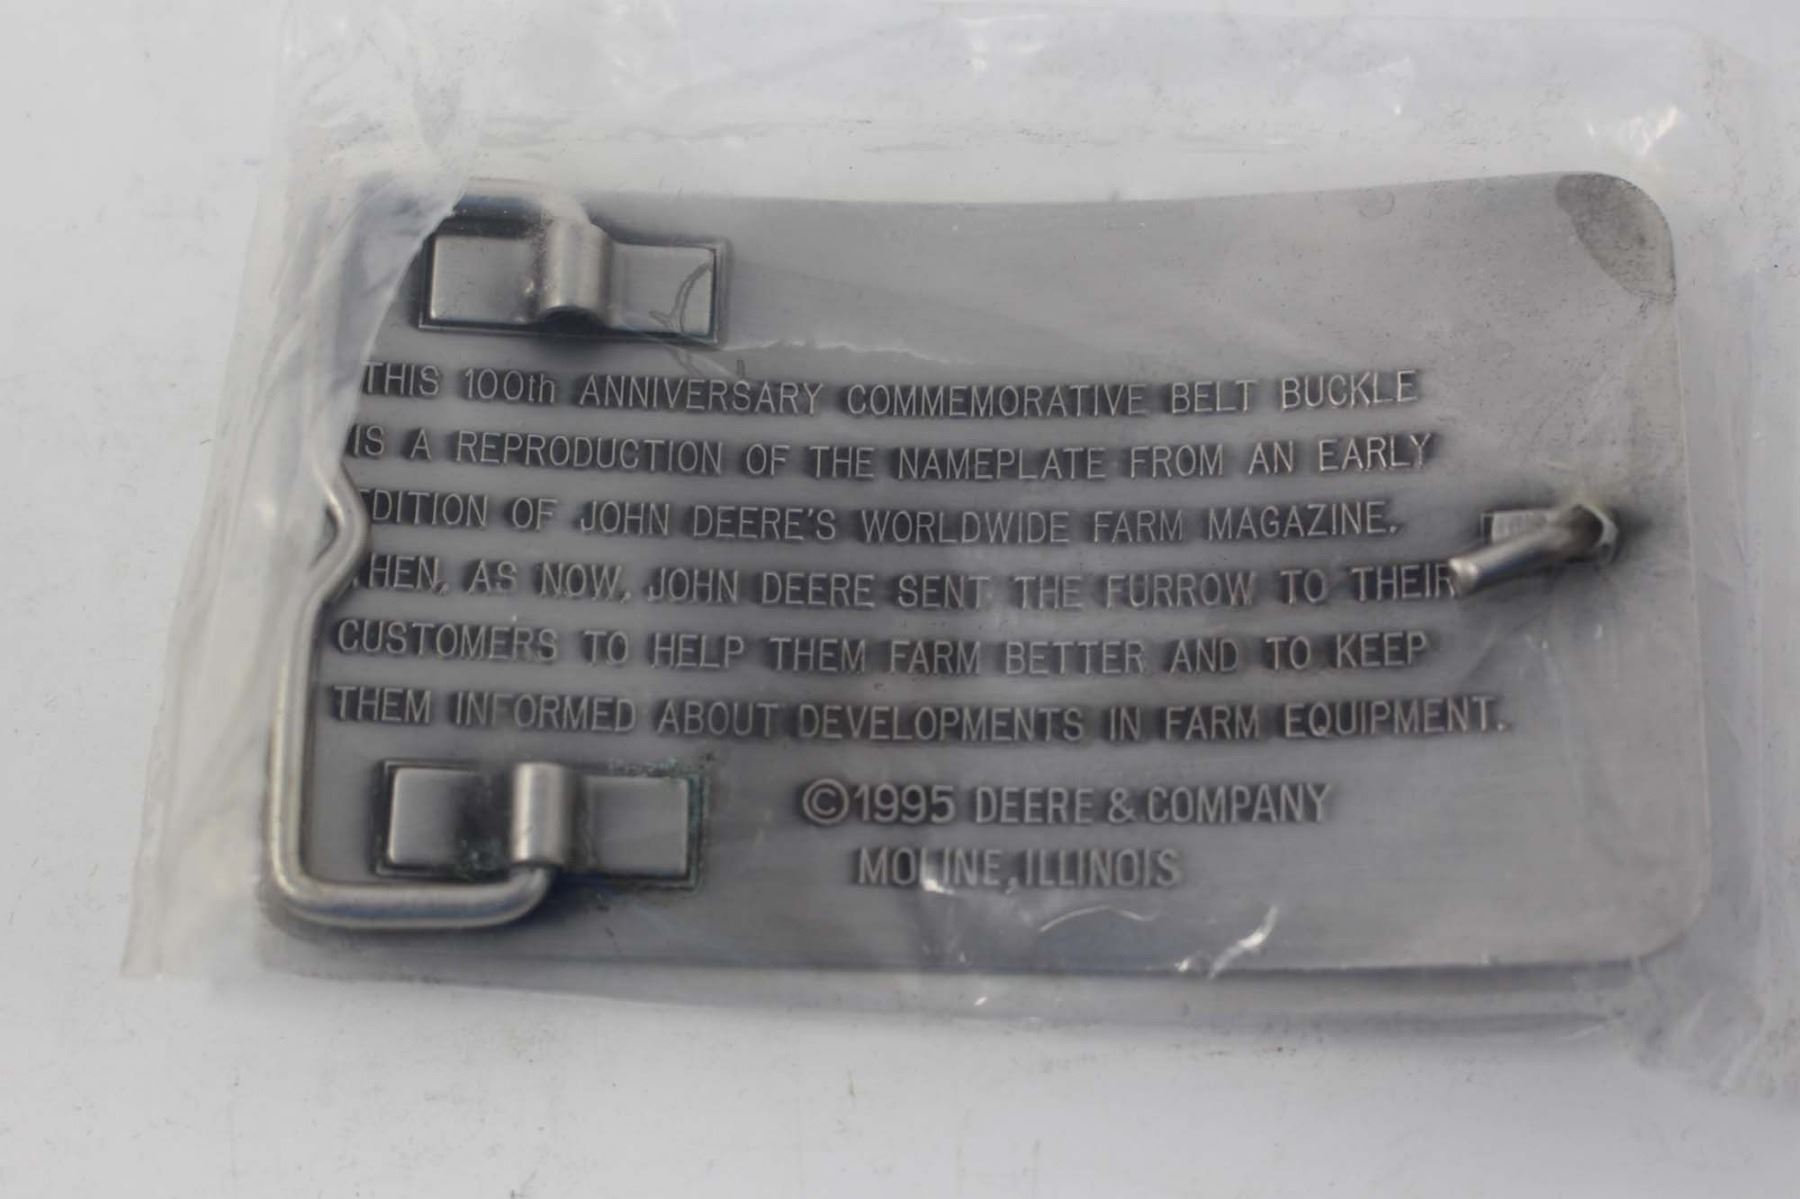 THIS 100th ANNIVERSARY COMMEMORATIVE BELT BUCKLE
IS A REPRODUCTION OF THE NAMEPLATE FROM AN EARLY
EDITION OF JOHN DEERE'S WORLDWIDE FARM MAGAZINE.
THEN, AS NOW, JOHN DEERE SENT THE FURROW TO THEIR
CUSTOMERS TO HELP THEM FARM BETTER AND TO KEEP
THEM INFORMED ABOUT DEVELOPMENTS IN FARM EQUIPMENT.
©1995 DEERE & COMPANY
MOLINE, ILLINOIS